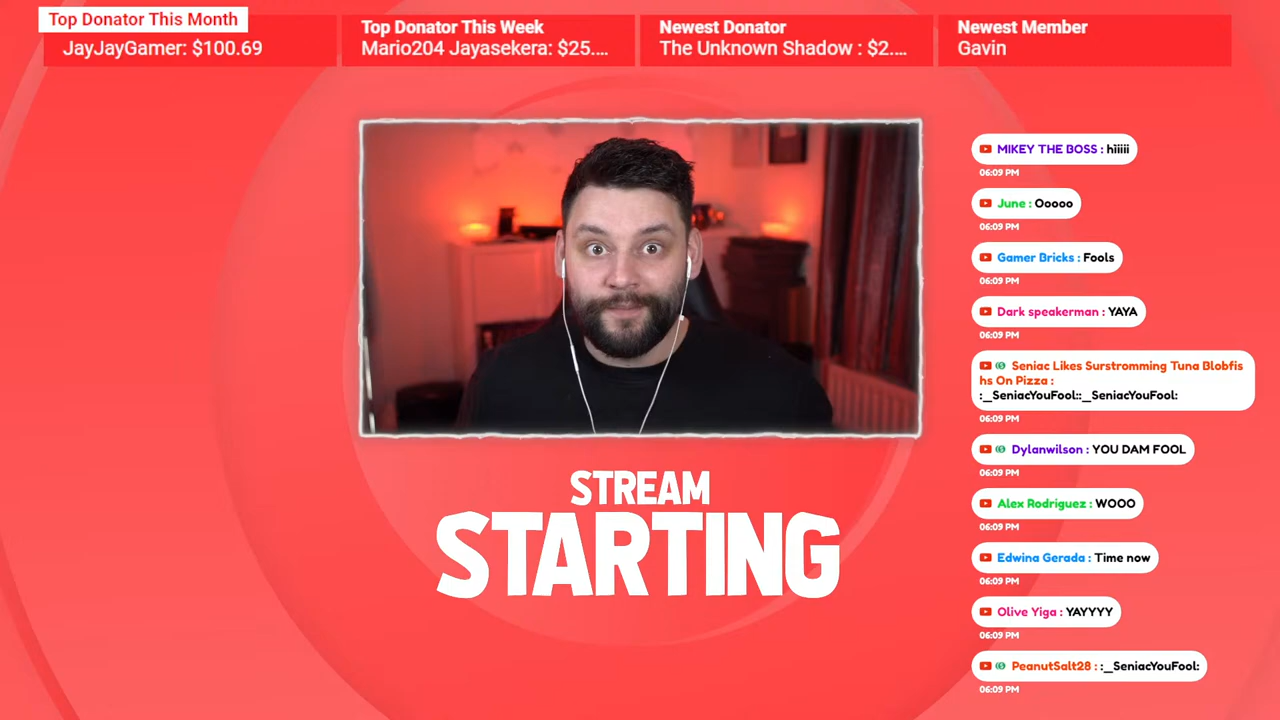 Top Donator This Month
JayJayGamer: $100.69
Top Donator This Week
Mario204 Jayasekera: $25....
Newest Donator
The Unknown Shadow : $2....
Newest Member
Gavin
MIKEY THE BOSS : hiiiii
06:09 PM
June : Ooooo
06:09 PM
Gamer Bricks : Fools
06:09 PM
Dark speakerman : YAYA
06:09 PM
Seniac Likes Surstromming Tuna Blobfis
hs On Pizza :
:_SeniacYouFool::_SeniacYouFool:
06:09 PM
Dylanwilson : YOU DAM FOOL
06:09 PM
Alex Rodriguez : WOOO
06:09 PM
Edwina Gerada : Time now
06:09 PM
Olive Yiga : YAYYYY
06:09 PM
PeanutSalt28 : :_SeniacYouFool:
06:09 PM
STREAM
STARTING